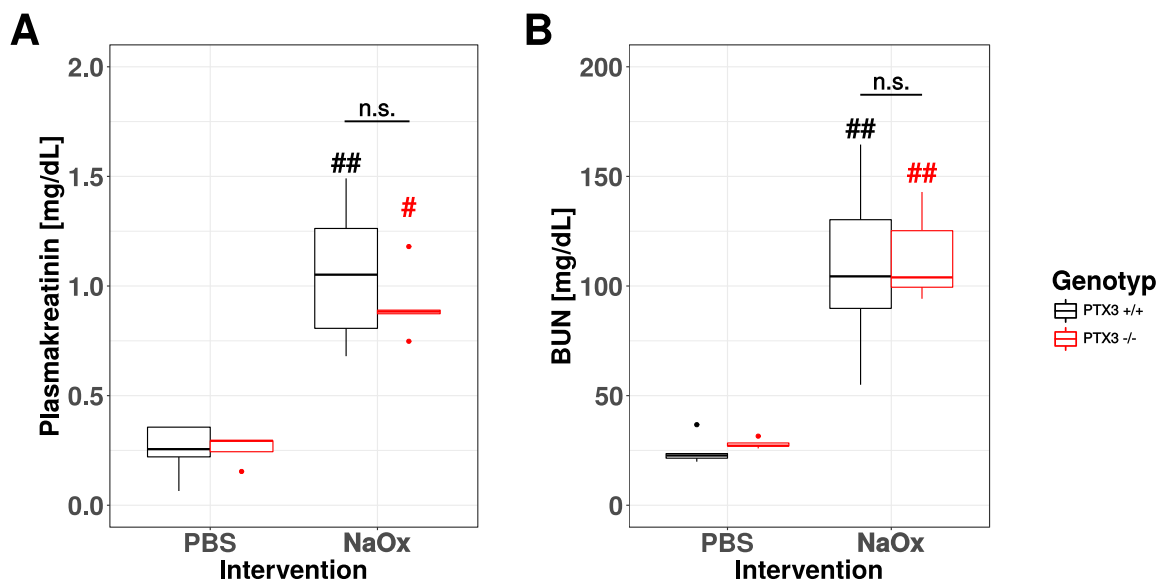 A
Plasmakreatinin [mg/dL]
2.0
1.5
1.0
0.5
0.0
n.s.
##
#
PBS
NaOx
Intervention
B
BUN [mg/dL]
200
150
100
50
0
n.s.
##
##
PBS
NaOx
Intervention
Genotyp
PTX3 +/+
PTX3 -/-